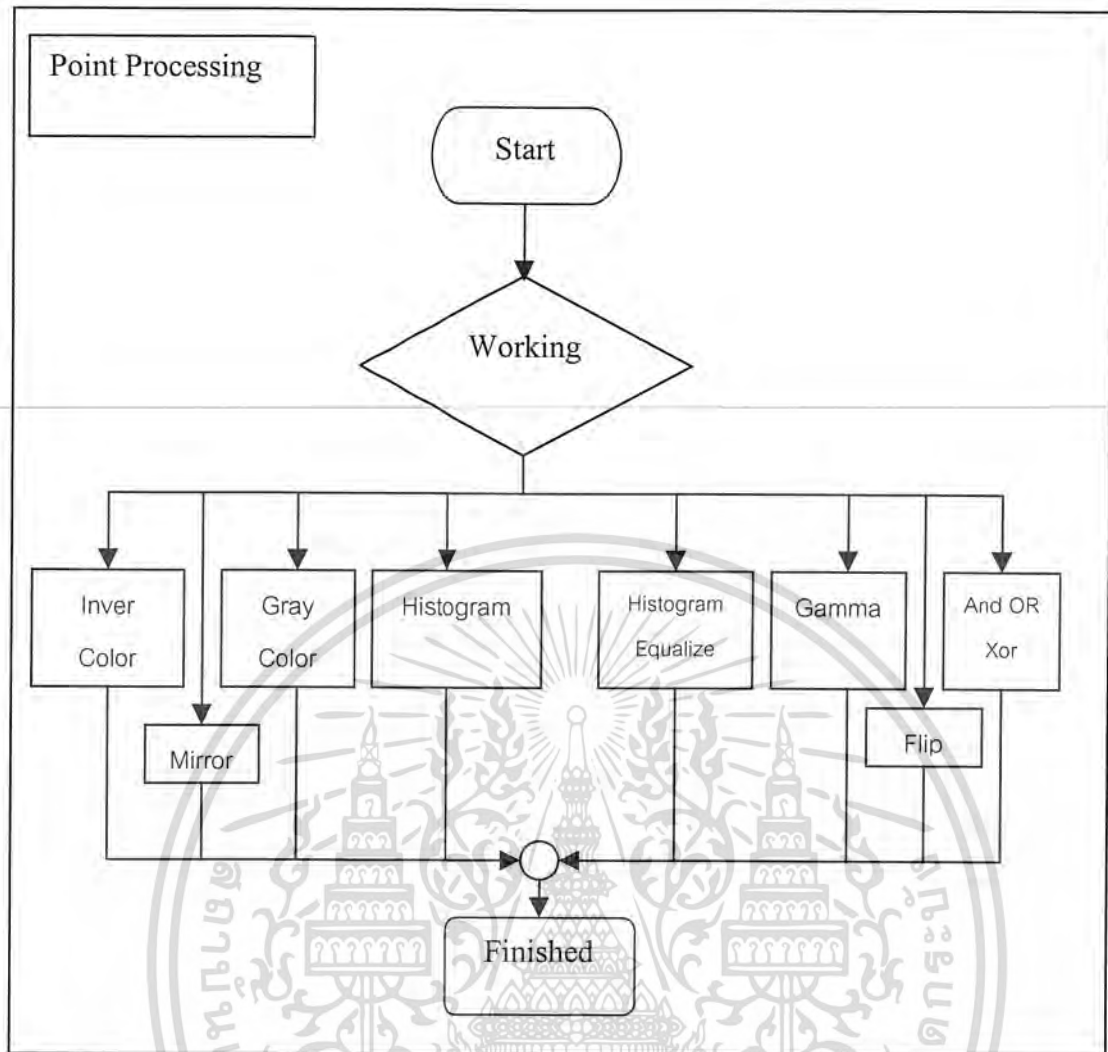 Point Processing
Start
Working
Inver
Color
Gray
Color
Histogram
Histogram
Equalize
Gamma
And OR
Xor
Mirror
Flip
Finished